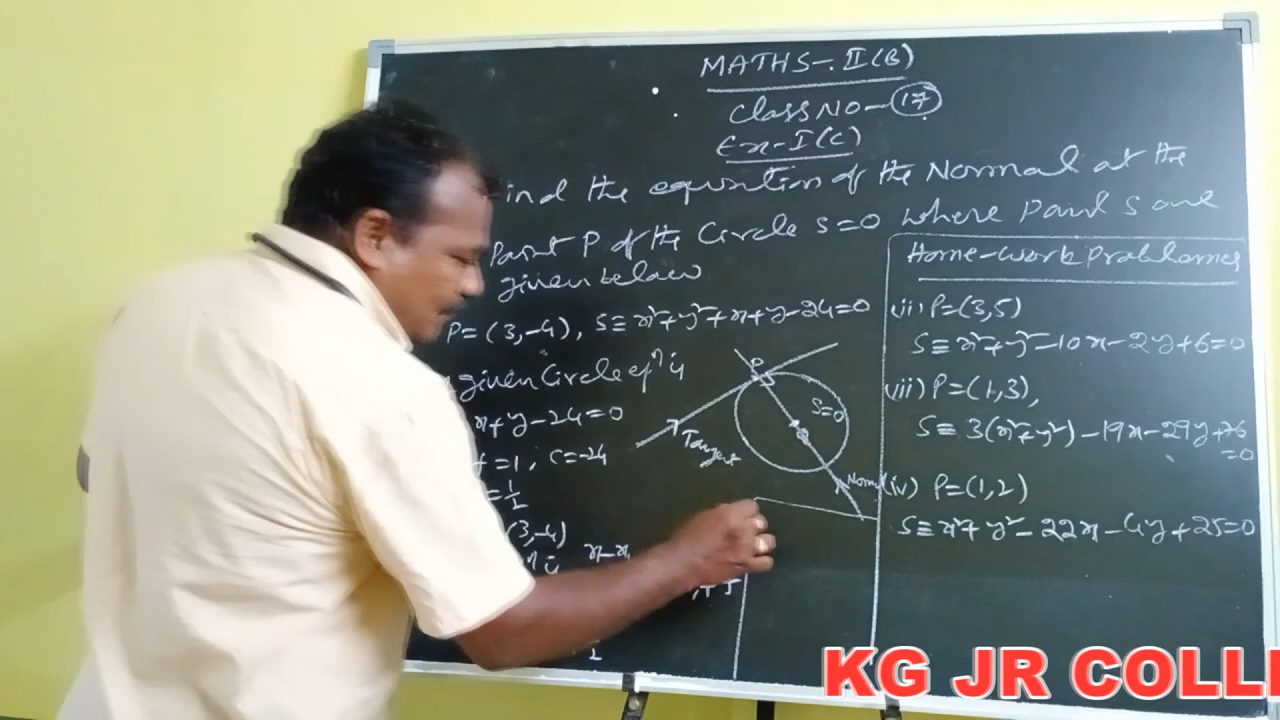 MATHS-II(B)
Class NO-17
Ex-I(C)
ind the equation of the Normal at the
Point P of the Circle S=0 where P and S are
given below
P=(3,-4), S≡x²+y²+x+y-24=0
given Circle eqⁿ is
x+y-24=0
f=1; c=-24
=1/2
(3,-4)
ⁿ is x-x
P
S=0
Tangent
Normal
Home-work Problems
(ii) P=(3,5)
S≡x²+y²-10x-2y+6=0
(iii) P=(1,3),
S≡3(x²+y²)-19x-29y+76
=0
(iv) P=(1,2)
S≡x²+y²-22x-4y+25=0
KG JR COLLE